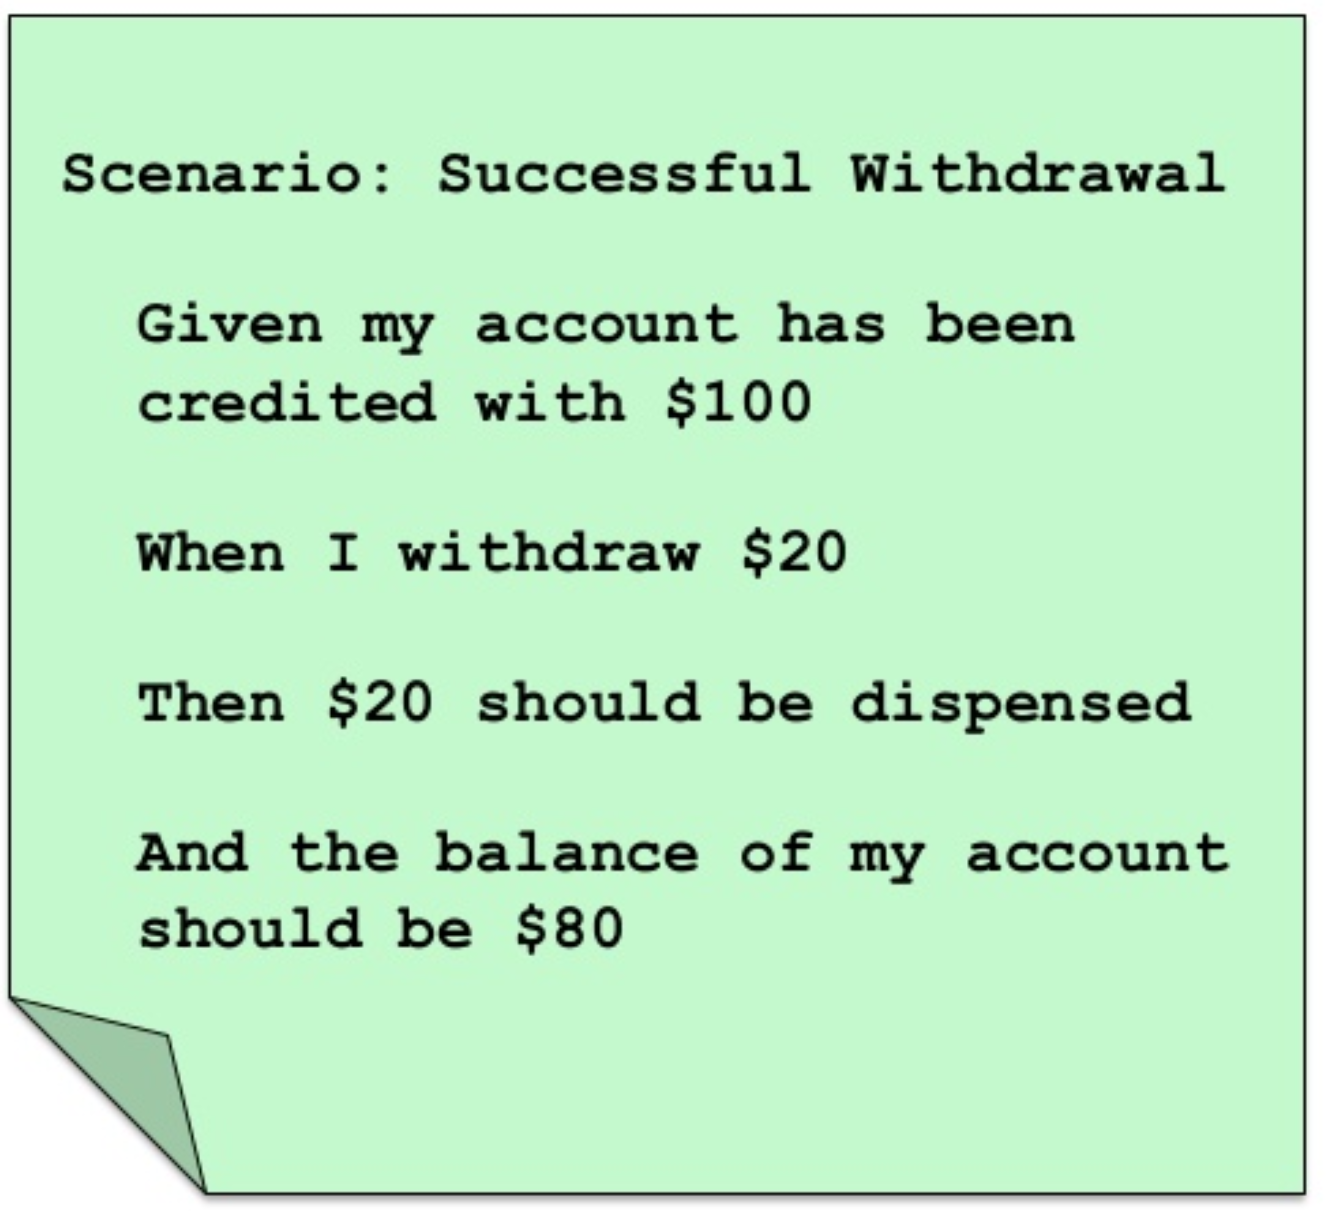 Scenario: Successful Withdrawal
Given my account has been
credited with $100
When I withdraw $20
Then $20 should be dispensed
And the balance of my account
should be $80